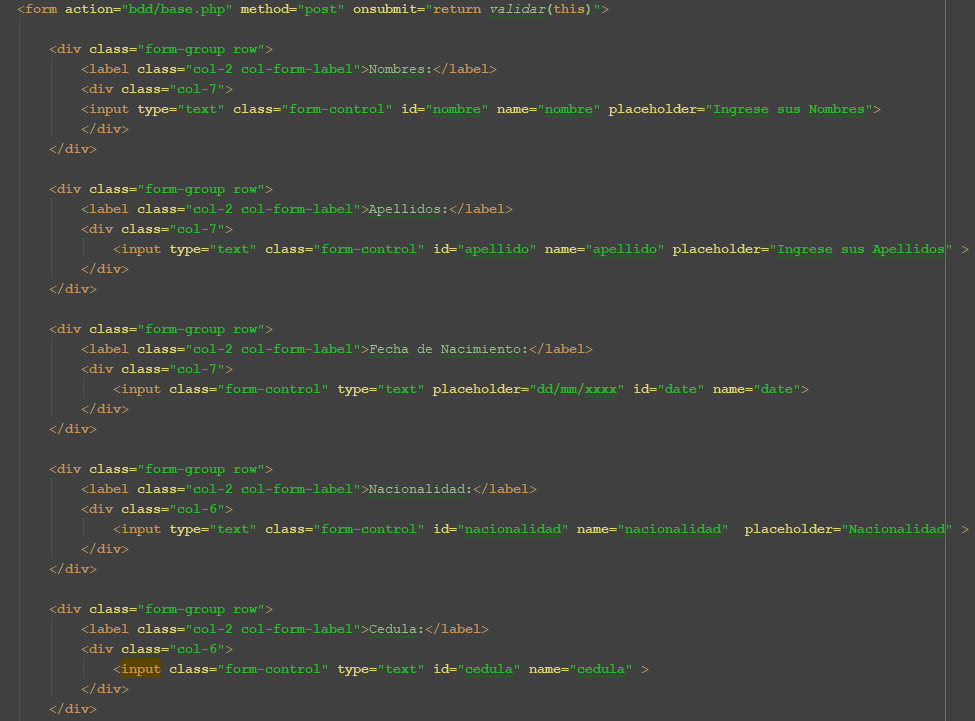 <form action="bdd/base.php" method="post" onsubmit="return validar(this)">
<div class="form-group row">
<label class="col-2 col-form-label">Nombres:</label>
<div class="col-7">
<input type="text" class="form-control" id="nombre" name="nombre" placeholder="Ingrese sus Nombres">
</div>
</div>
<div class="form-group row">
<label class="col-2 col-form-label">Apellidos:</label>
<div class="col-7">
<input type="text" class="form-control" id="apellido" name="apellido" placeholder="Ingrese sus Apellidos" >
</div>
</div>
<div class="form-group row">
<label class="col-2 col-form-label">Fecha de Nacimiento:</label>
<div class="col-7">
<input class="form-control" type="text" placeholder="dd/mm/xxxx" id="date" name="date">
</div>
</div>
<div class="form-group row">
<label class="col-2 col-form-label">Nacionalidad:</label>
<div class="col-6">
<input type="text" class="form-control" id="nacionalidad" name="nacionalidad"  placeholder="Nacionalidad" >
</div>
</div>
<div class="form-group row">
<label class="col-2 col-form-label">Cedula:</label>
<div class="col-6">
<input class="form-control" type="text" id="cedula" name="cedula" >
</div>
</div>